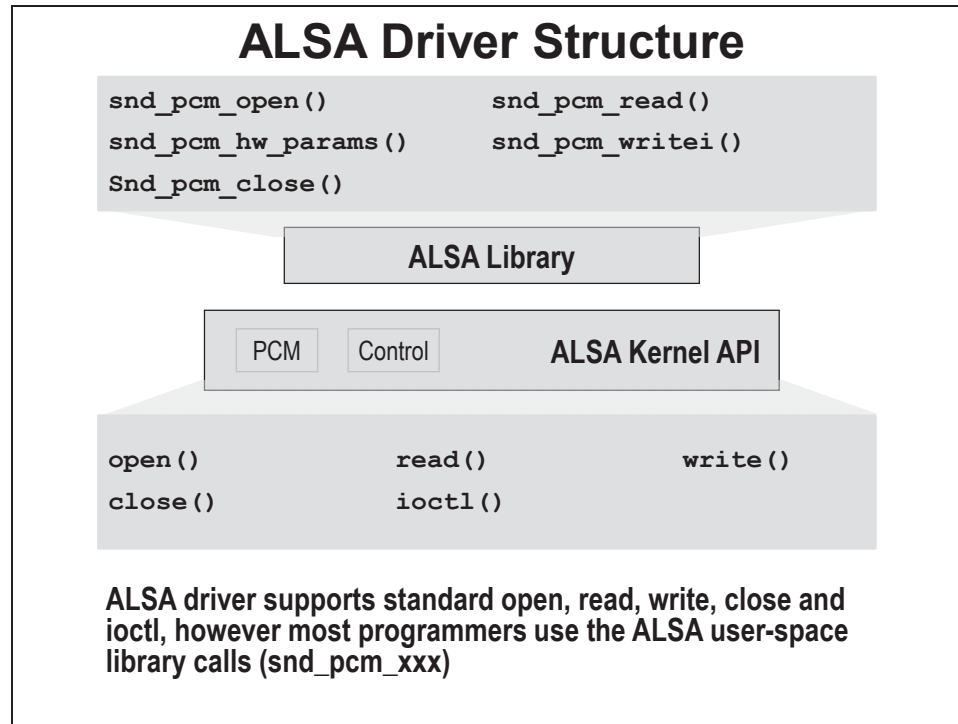 ALSA Driver Structure
snd_pcm_open() snd_pcm_read()
snd_pcm_hw_params() snd_pcm_writei()
Snd_pcm_close()
ALSA Library
PCM Control ALSA Kernel API
open() read() write()
close() ioctl()
ALSA driver supports standard open, read, write, close and
ioctl, however most programmers use the ALSA user-space
library calls (snd_pcm_xxx)